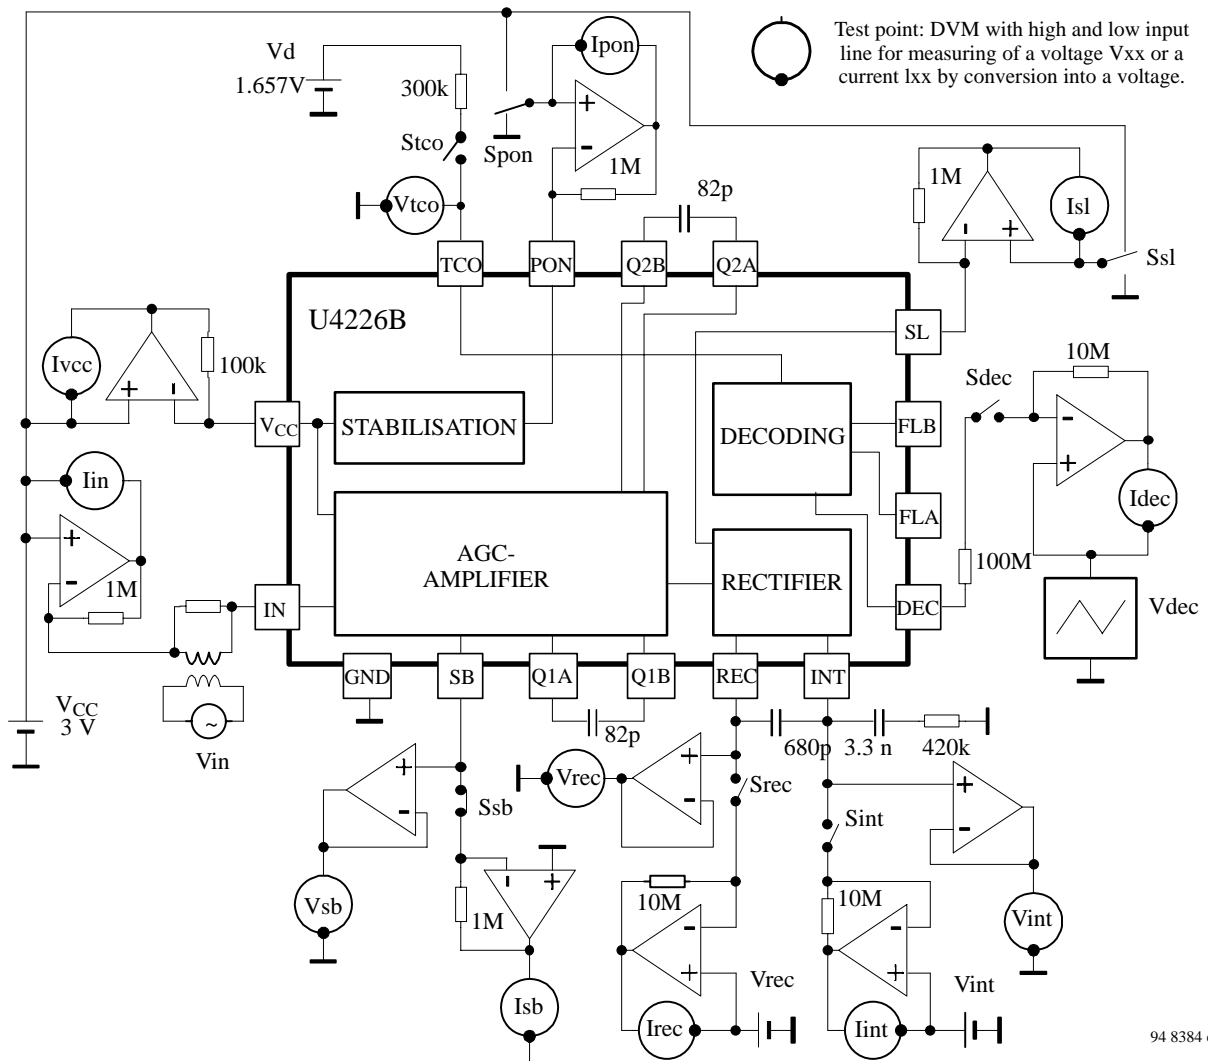 Test point: DVM with high and low input
line for measuring of a voltage Vxx or a
current lxx by conversion into a voltage.
Vd
1.657V
300k
Stco
Ipon
+
-
Spon
1M
Vtco
82p
1M
Isl
-
+
Ssl
TCO
PON
Q2B
Q2A
U4226B
SL
Ivcc
100k
+
-
10M
Sdec
VCC
STABILISATION
DECODING
FLB
-
+
Iin
Idec
FLA
+
-
1M
AGC-
AMPLIFIER
RECTIFIER
100M
IN
DEC
Vdec
GND
SB
Q1A
Q1B
REC
INT
VCC
3 V
~
Vin
82p
680p
3.3 n
420k
+
-
Ssb
Vrec
+
-
Srec
Sint
+
-
Vsb
-
+
1M
10M
10M
Vint
-
+
-
+
Vrec
Vint
Isb
Irec
Iint